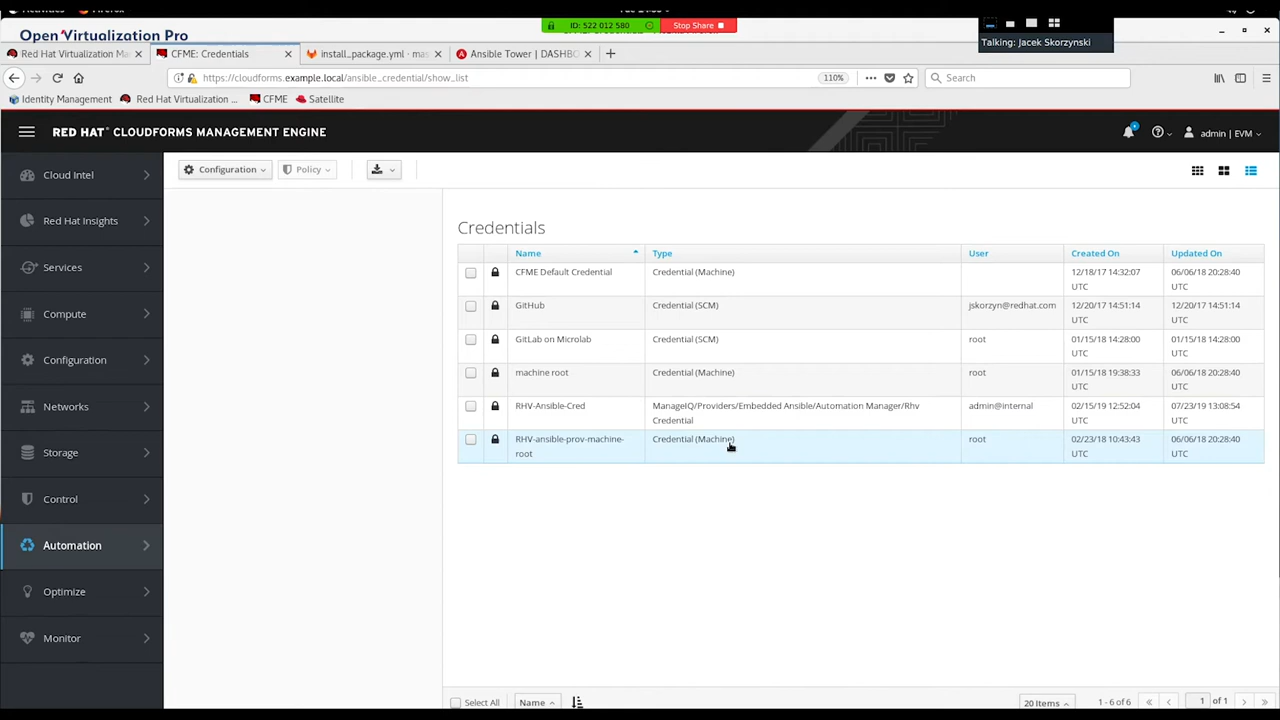 Open Virtualization Pro
ID: 522 012 580
Stop Share
Talking: Jacek Skorzynski
Red Hat Virtualization Ma
CFME: Credentials
install_package.yml · mas
Ansible Tower | DASHBO
https://cloudforms.example.local/ansible_credential/show_list
110%
Search
Identity Management
Red Hat Virtualization ...
CFME
Satellite
RED HAT® CLOUDFORMS MANAGEMENT ENGINE
admin | EVM
Cloud Intel
Red Hat Insights
Services
Compute
Configuration
Networks
Storage
Control
Automation
Optimize
Monitor
Configuration
Policy
Credentials
Name Type User Created On Updated On
CFME Default Credential Credential (Machine) 12/18/17 14:32:07 UTC 06/06/18 20:28:40 UTC
GitHub Credential (SCM) jskorzyn@redhat.com 12/20/17 14:51:14 UTC 12/20/17 14:51:14 UTC
GitLab on Microlab Credential (SCM) root 01/15/18 14:28:00 UTC 01/15/18 14:28:00 UTC
machine root Credential (Machine) root 01/15/18 19:38:33 UTC 06/06/18 20:28:40 UTC
RHV-Ansible-Cred ManageIQ/Providers/Embedded Ansible/Automation Manager/Rhv Credential admin@internal 02/15/19 12:52:04 UTC 07/23/19 13:08:54 UTC
RHV-ansible-prov-machine-root Credential (Machine) root 02/23/18 10:43:43 UTC 06/06/18 20:28:40 UTC
Select All
Name
20 Items
1 - 6 of 6
1 of 1